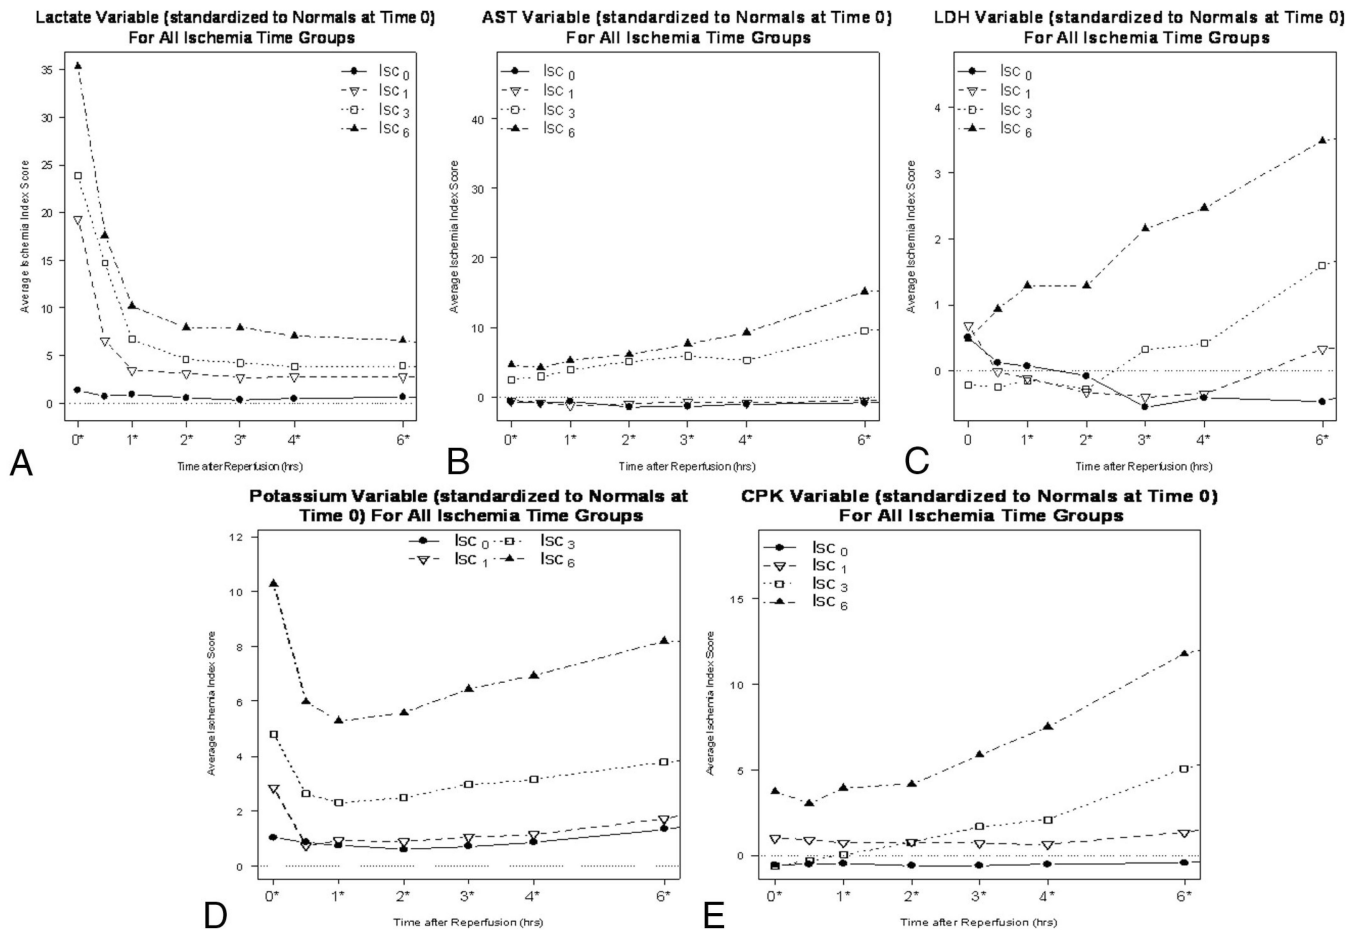 Lactate Variable (standardized to Normals at Time 0)
For All Ischemia Time Groups
Isc 0
Isc 1
Isc 3
Isc 6
Average Ischemia Index Score
35
30
25
20
15
10
5
0
0* 1* 2* 3* 4* 6*
Time after Reperfusion (hrs)
A
AST Variable (standardized to Normals at Time 0)
For All Ischemia Time Groups
Isc 0
Isc 1
Isc 3
Isc 6
Average Ischemia Index Score
40
30
20
10
0
0* 1* 2* 3* 4* 6*
Time after Reperfusion (hrs)
B
LDH Variable (standardized to Normals at Time 0)
For All Ischemia Time Groups
Isc 0
Isc 1
Isc 3
Isc 6
Average Ischemia Index Score
4
3
2
1
0
0 1* 2* 3* 4* 6*
Time after Reperfusion (hrs)
C
Potassium Variable (standardized to Normals at
Time 0) For All Ischemia Time Groups
Isc 0 Isc 3
Isc 1 Isc 6
Average Ischemia Index Score
12
10
8
6
4
2
0
0* 1* 2* 3* 4* 6*
Time after Reperfusion (hrs)
D
CPK Variable (standardized to Normals at Time 0)
For All Ischemia Time Groups
Isc 0
Isc 1
Isc 3
Isc 6
Average Ischemia Index Score
15
10
5
0
0* 1* 2* 3* 4* 6*
Time after Reperfusion (hrs)
E